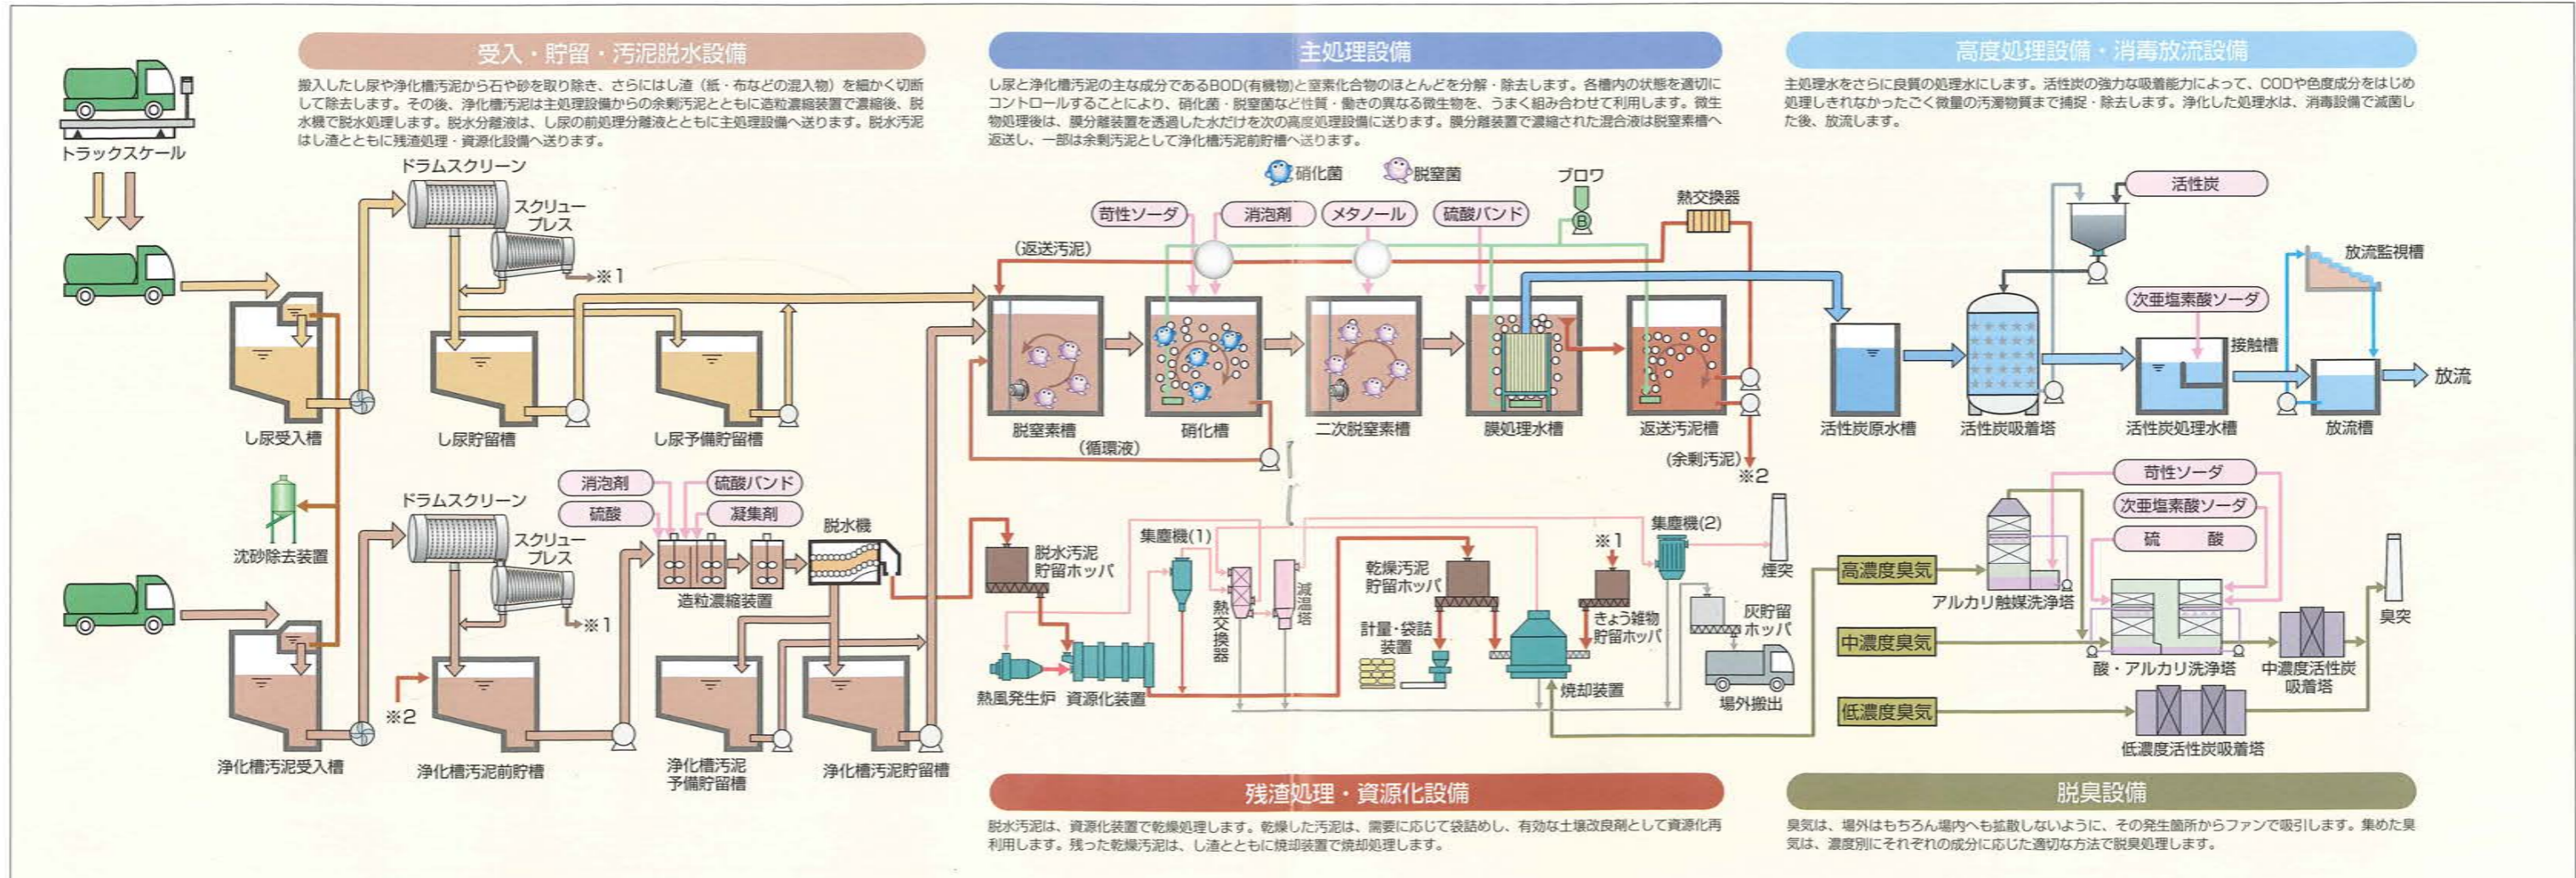 受入・貯留・汚泥脱水設備
搬入したし尿や浄化槽汚泥から石や砂を取り除き、さらにはし渣（紙・布などの混入物）を細かく切断
して除去します。その後、浄化槽汚泥は主処理設備からの余剰汚泥とともに造粒濃縮装置で濃縮後、脱
水機で脱水処理します。脱水分離液は、し尿の前処理分離液とともに主処理設備へ送ります。脱水汚泥
はし渣とともに残渣処理・資源化設備へ送ります。
トラックスケール
ドラムスクリーン
スクリュー
プレス
※1
し尿受入槽
し尿貯留槽
し尿予備貯留槽
沈砂除去装置
ドラムスクリーン
スクリュー
プレス
※1
消泡剤
硫酸バンド
硫酸
凝集剤
脱水機
造粒濃縮装置
※2
浄化槽汚泥受入槽
浄化槽汚泥前貯槽
浄化槽汚泥
予備貯留槽
浄化槽汚泥貯留槽
主処理設備
し尿と浄化槽汚泥の主な成分であるBOD(有機物)と窒素化合物のほとんどを分解・除去します。各槽内の状態を適切に
コントロールすることにより、硝化菌・脱窒菌など性質・働きの異なる微生物を、うまく組み合わせて利用します。微生
物処理後は、膜分離装置を透過した水だけを次の高度処理設備に送ります。膜分離装置で濃縮された混合液は脱窒素槽へ
返送し、一部は余剰汚泥として浄化槽汚泥前貯槽へ送ります。
硝化菌
脱窒菌
ブロワ
熱交換器
苛性ソーダ
消泡剤
メタノール
硫酸バンド
B
（返送汚泥）
脱窒素槽
硝化槽
二次脱窒素槽
膜処理水槽
返送汚泥槽
（循環液）
（余剰汚泥）
※2
高度処理設備・消毒放流設備
主処理水をさらに良質の処理水にします。活性炭の強力な吸着能力によって、CODや色度成分をはじめ
処理しきれなかったごく微量の汚濁物質まで捕捉・除去します。浄化した処理水は、消毒設備で滅菌し
た後、放流します。
活性炭
放流監視槽
次亜塩素酸ソーダ
接触槽
放流
活性炭原水槽
活性炭吸着塔
活性炭処理水槽
放流槽
脱水汚泥
貯留ホッパ
集塵機(1)
熱交換器
減温塔
熱風発生炉
資源化装置
乾燥汚泥
貯留ホッパ
計量・袋詰
装置
※1
きょう雑物
貯留ホッパ
集塵機(2)
煙突
灰貯留
ホッパ
焼却装置
場外搬出
残渣処理・資源化設備
脱水汚泥は、資源化装置で乾燥処理します。乾燥した汚泥は、需要に応じて袋詰めし、有効な土壌改良剤として資源化再
利用します。残った乾燥汚泥は、し渣とともに焼却装置で焼却処理します。
苛性ソーダ
次亜塩素酸ソーダ
硫 酸
高濃度臭気
中濃度臭気
低濃度臭気
アルカリ触媒洗浄塔
酸・アルカリ洗浄塔
中濃度活性炭
吸着塔
臭突
低濃度活性炭吸着塔
脱臭設備
臭気は、場外はもちろん場内へも拡散しないように、その発生箇所からファンで吸引します。集めた臭
気は、濃度別にそれぞれの成分に応じた適切な方法で脱臭処理します。